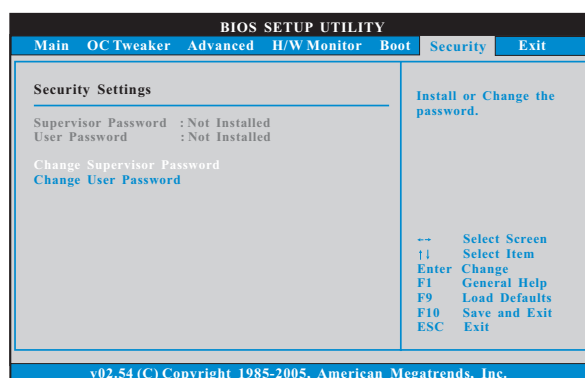 BIOS SETUP UTILITY
Main OC Tweaker Advanced H/W Monitor Boot Security Exit
Security Settings
Supervisor Password : Not Installed
User Password : Not Installed
Change Supervisor Password
Change User Password
Install or Change the
password.
←→ Select Screen
↑↓ Select Item
Enter Change
F1 General Help
F9 Load Defaults
F10 Save and Exit
ESC Exit
v02.54 (C) Copyright 1985-2005, American Megatrends, Inc.